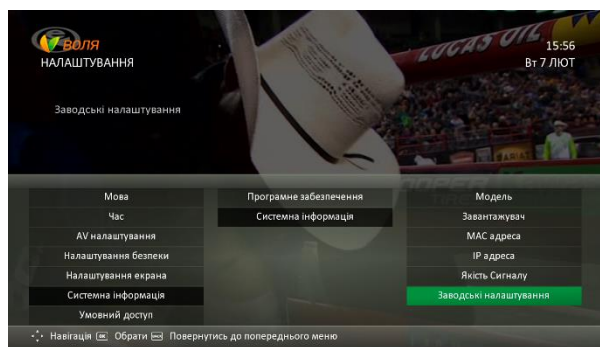 ВОЛЯ
НАЛАШТУВАННЯ
15:56
Вт 7 ЛЮТ
LUCAS OIL
Заводські налаштування
Мова
Час
AV налаштування
Налаштування безпеки
Налаштування екрана
Системна інформація
Умовний доступ
Програмне забезпечення
Системна інформація
Модель
Завантажувач
MAC адреса
IP адреса
Якість Сигналу
Заводські налаштування
Навігація OK Обрати Повернутись до попереднього меню